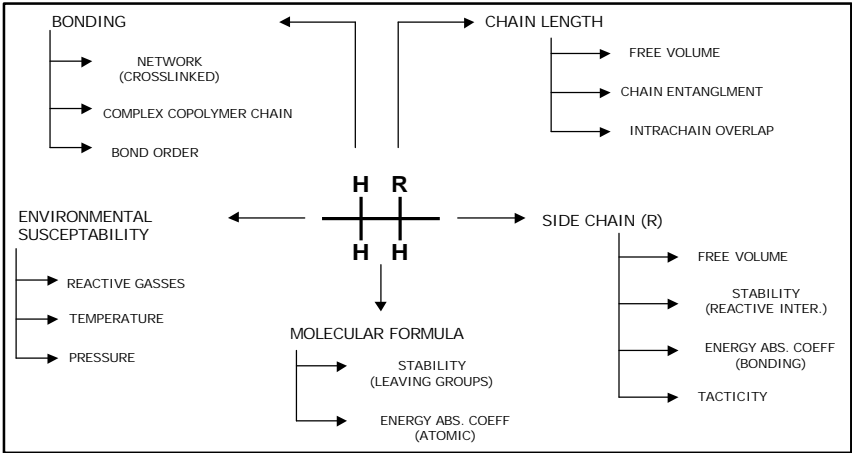 BONDING
NETWORK
(CROSSLINKED)
COMPLEX COPOLYMER CHAIN
BOND ORDER
CHAIN LENGTH
FREE VOLUME
CHAIN ENTANGLMENT
INTRACHAIN OVERLAP
H R
H H
ENVIRONMENTAL
SUSCEPTABILITY
REACTIVE GASSES
TEMPERATURE
PRESSURE
MOLECULAR FORMULA
STABILITY
(LEAVING GROUPS)
ENERGY ABS. COEFF
(ATOMIC)
SIDE CHAIN (R)
FREE VOLUME
STABILITY
(REACTIVE INTER.)
ENERGY ABS. COEFF
(BONDING)
TACTICITY